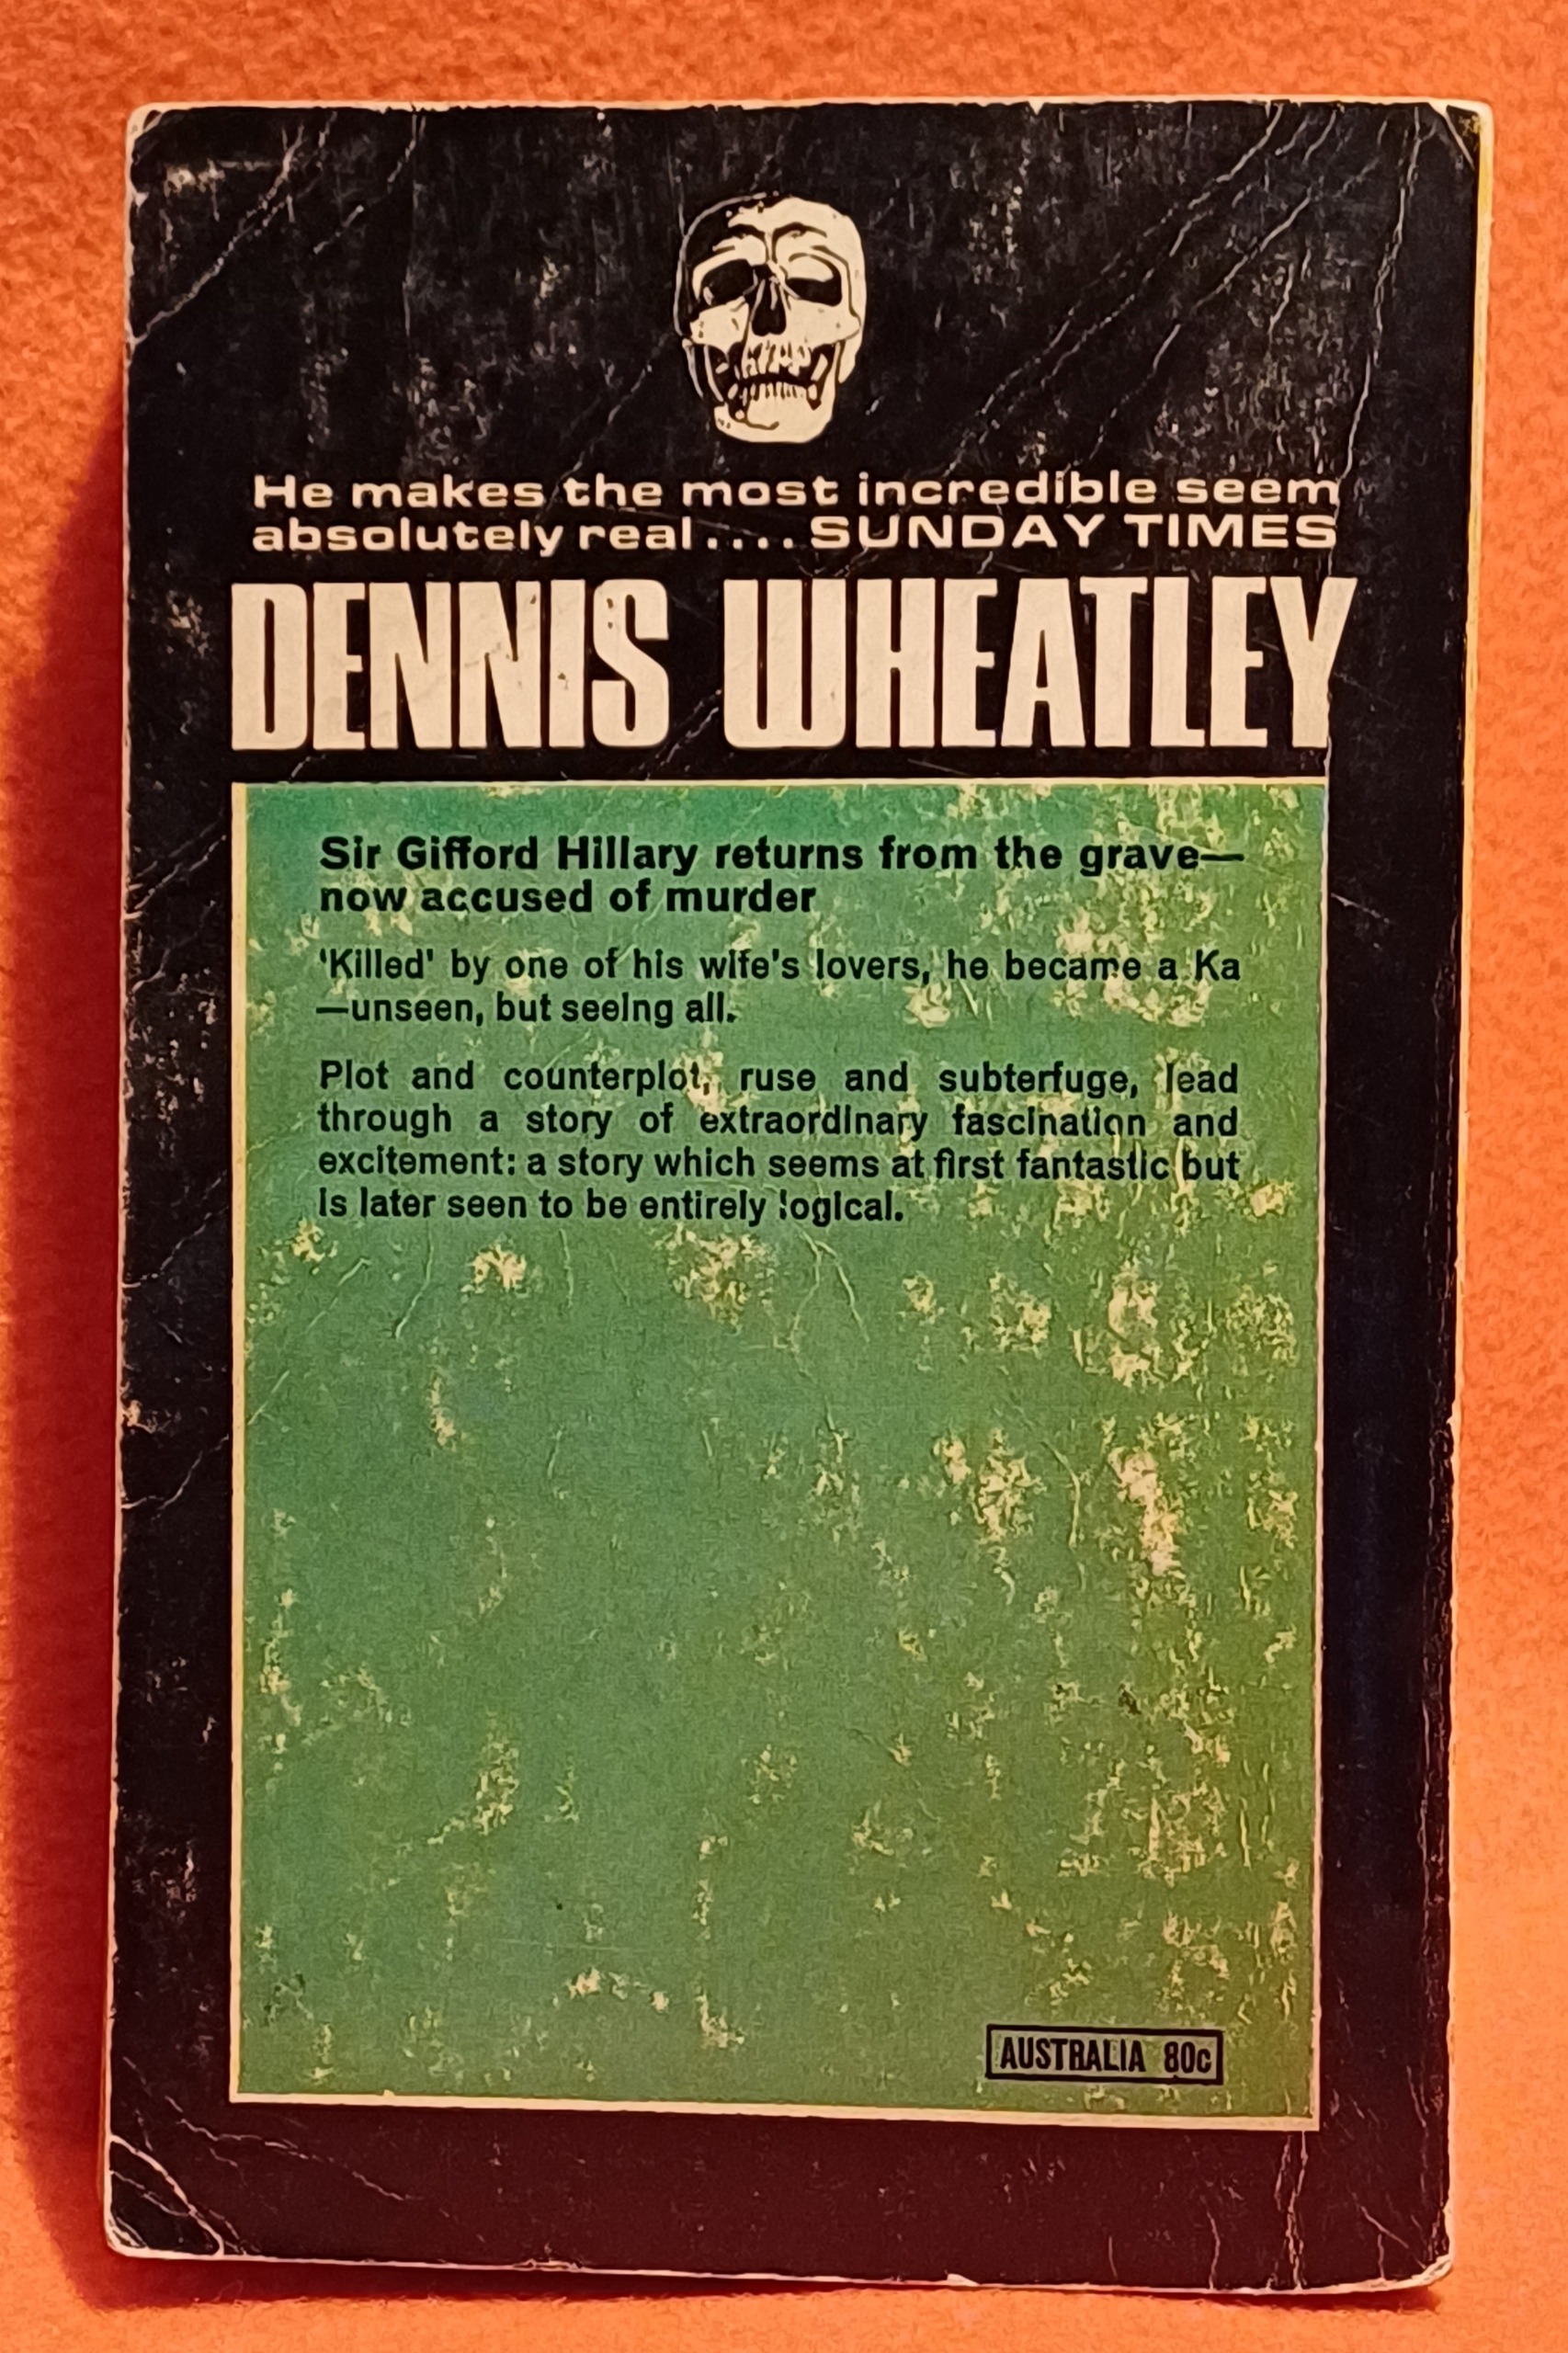 He makes the most incredible seem
absolutely real .... SUNDAY TIMES
DENNIS WHEATLEY
Sir Gifford Hillary returns from the grave—
now accused of murder
'Killed' by one of his wife's lovers, he became a Ka
—unseen, but seeing all.
Plot and counterplot, ruse and subterfuge, lead
through a story of extraordinary fascination and
excitement: a story which seems at first fantastic but
is later seen to be entirely logical.
AUSTRALIA 80c